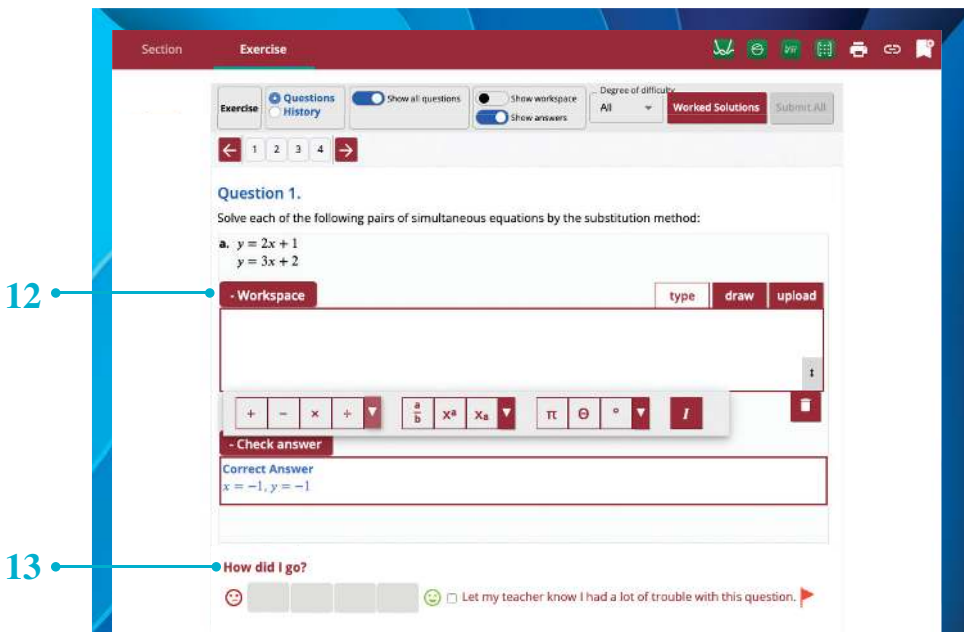 Section Exercise
Exercise Questions History Show all questions Show workspace Show answers Degree of difficulty All Worked Solutions Submit All
1 2 3 4
Question 1.
Solve each of the following pairs of simultaneous equations by the substitution method:
a. y = 2x + 1
y = 3x + 2
12
- Workspace type draw upload
+ − × ÷ a/b xᵃ xₐ π Θ ° I
- Check answer
Correct Answer
x = −1, y = −1
13
How did I go?
Let my teacher know I had a lot of trouble with this question.